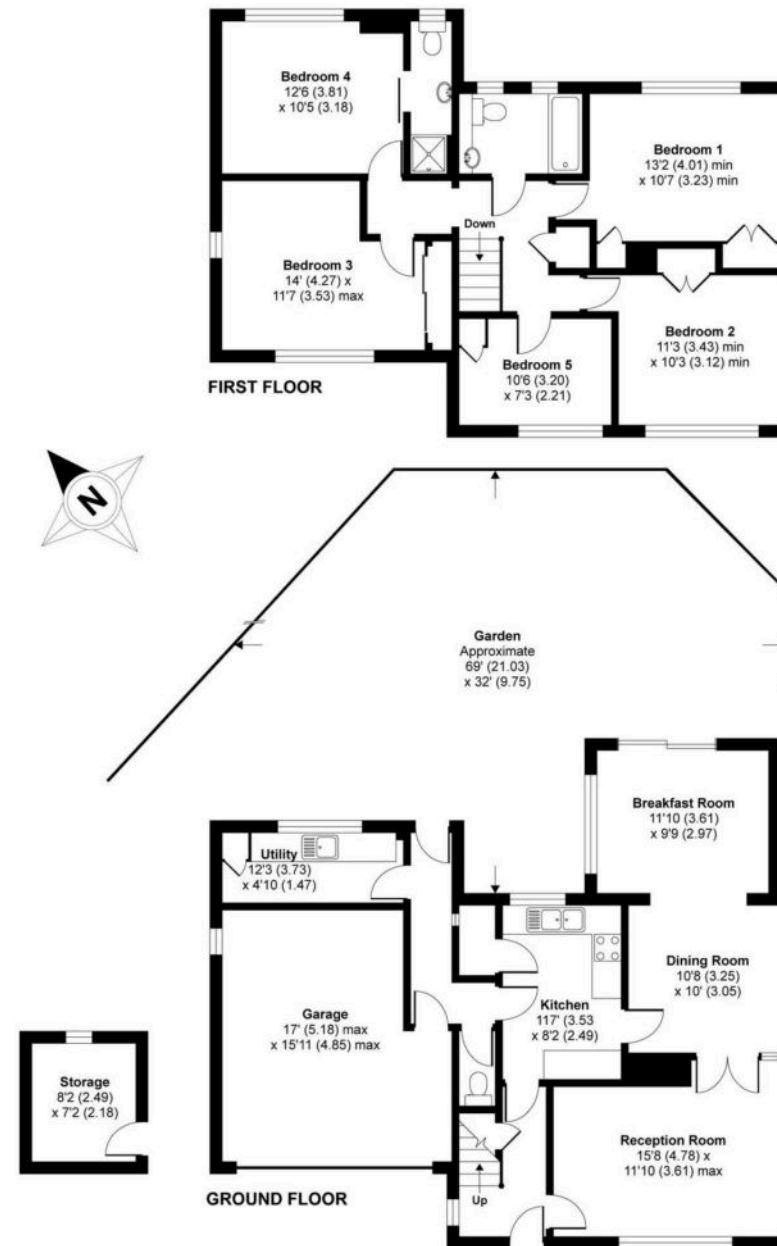 Bedroom 4
12'6 (3.81)
x 10'5 (3.18)
Bedroom 1
13'2 (4.01) min
x 10'7 (3.23) min
Down
Bedroom 3
14' (4.27) x
11'7 (3.53) max
Bedroom 2
11'3 (3.43) min
x 10'3 (3.12) min
Bedroom 5
10'6 (3.20)
x 7'3 (2.21)
FIRST FLOOR
N
Garden
Approximate
69' (21.03)
x 32' (9.75)
Breakfast Room
11'10 (3.61)
x 9'9 (2.97)
Utility
12'3 (3.73)
x 4'10 (1.47)
Dining Room
10'8 (3.25)
x 10' (3.05)
Kitchen
117' (3.53
x 8'2 (2.49)
Garage
17' (5.18) max
x 15'11 (4.85) max
Storage
8'2 (2.49)
x 7'2 (2.18)
Reception Room
15'8 (4.78) x
11'10 (3.61) max
Up
GROUND FLOOR